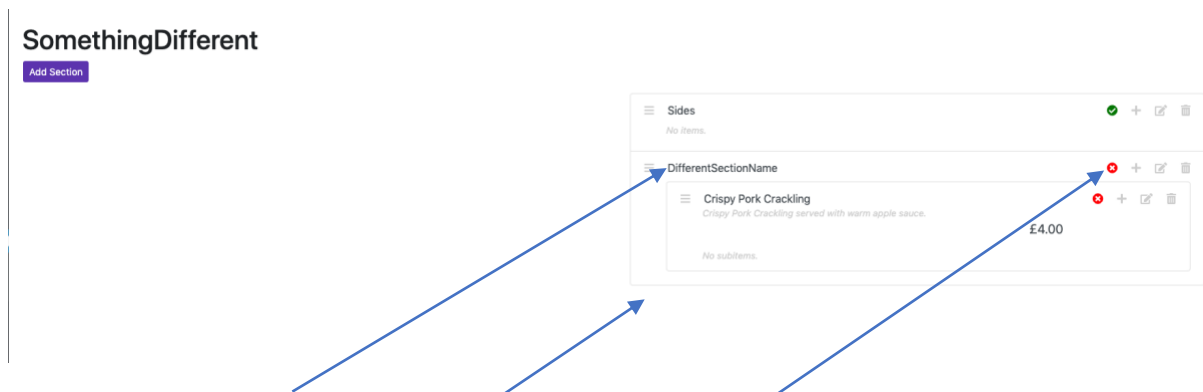 SomethingDifferent
Add Section
Sides
No items.
DifferentSectionName
Crispy Pork Crackling
Crispy Pork Crackling served with warm apple sauce.
£4.00
No subitems.